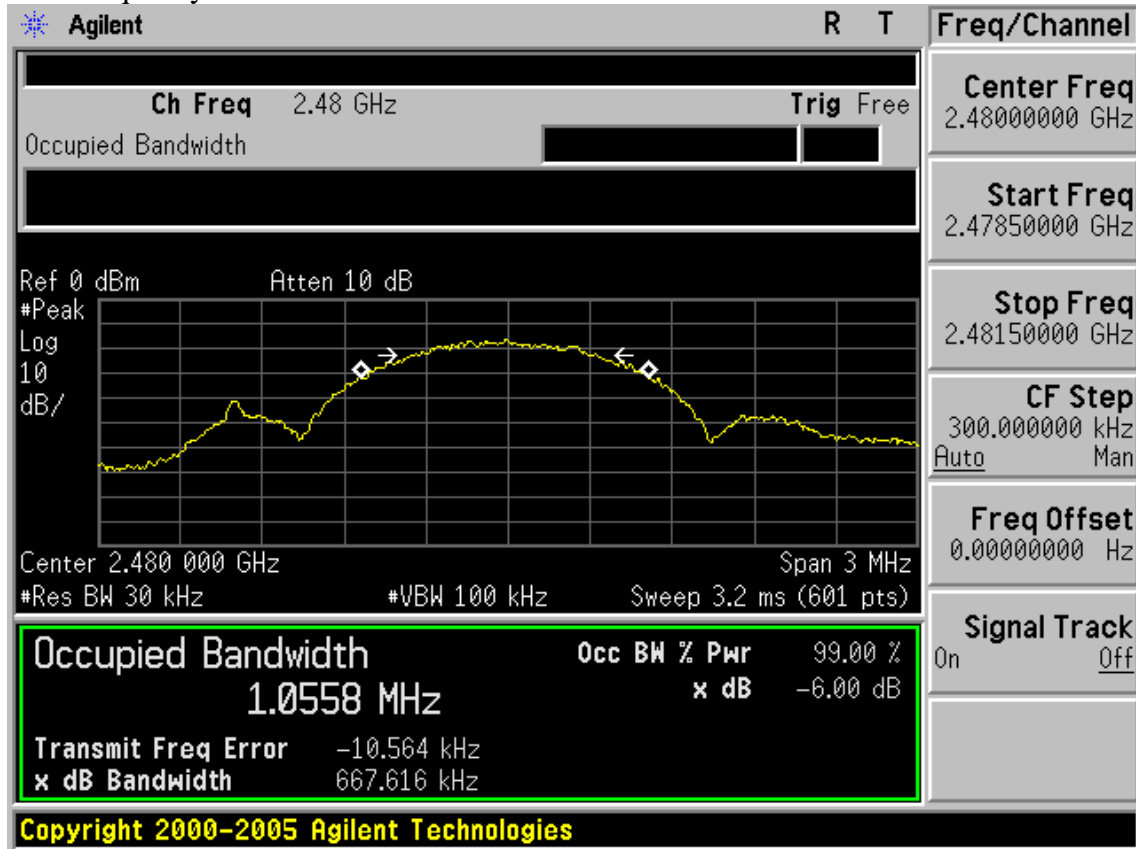 Agilent R T
Freq/Channel
Ch Freq 2.48 GHz Trig Free
Occupied Bandwidth
Center Freq
2.48000000 GHz
Start Freq
2.47850000 GHz
Stop Freq
2.48150000 GHz
CF Step
300.000000 kHz
Auto Man
Freq Offset
0.00000000 Hz
Signal Track
On Off
Ref 0 dBm Atten 10 dB
#Peak
Log
10
dB/
Center 2.480 000 GHz Span 3 MHz
#Res BW 30 kHz #VBW 100 kHz Sweep 3.2 ms (601 pts)
Occupied Bandwidth Occ BW % Pwr 99.00 %
1.0558 MHz x dB -6.00 dB
Transmit Freq Error -10.564 kHz
x dB Bandwidth 667.616 kHz
Copyright 2000-2005 Agilent Technologies